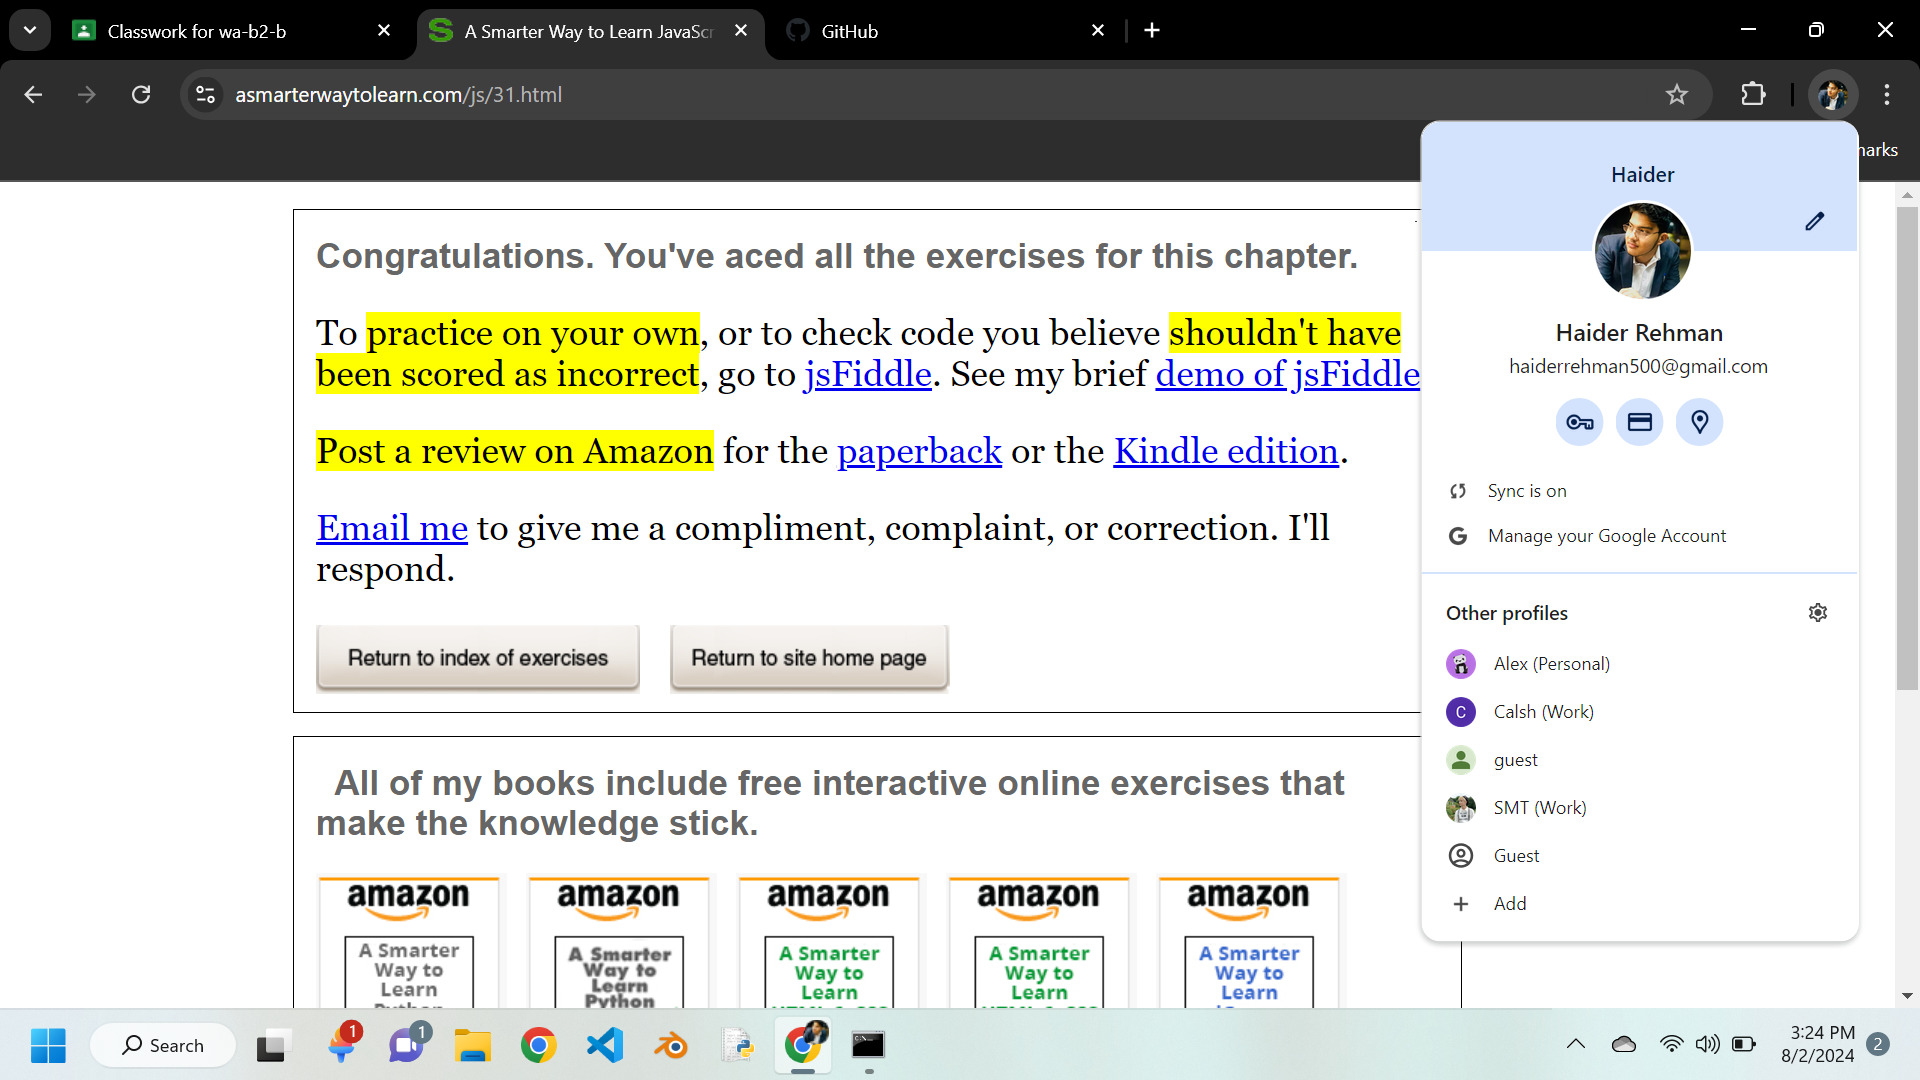 Classwork for wa-b2-b
A Smarter Way to Learn JavaScr
GitHub
asmarterwaytolearn.com/js/31.html
marks
Congratulations. You've aced all the exercises for this chapter.
To practice on your own, or to check code you believe shouldn't have
been scored as incorrect, go to jsFiddle. See my brief demo of jsFiddle
Post a review on Amazon for the paperback or the Kindle edition.
Email me to give me a compliment, complaint, or correction. I'll
respond.
Return to index of exercises
Return to site home page
All of my books include free interactive online exercises that
make the knowledge stick.
amazon
A Smarter
Way to
Learn
Python
amazon
A Smarter
Way to
Learn
Python
amazon
A Smarter
Way to
Learn
amazon
A Smarter
Way to
Learn
amazon
A Smarter
Way to
Learn
Haider
Haider Rehman
haiderrehman500@gmail.com
Sync is on
Manage your Google Account
Other profiles
Alex (Personal)
C
Calsh (Work)
guest
SMT (Work)
Guest
Add
Search
1
1
3:24 PM
8/2/2024
2